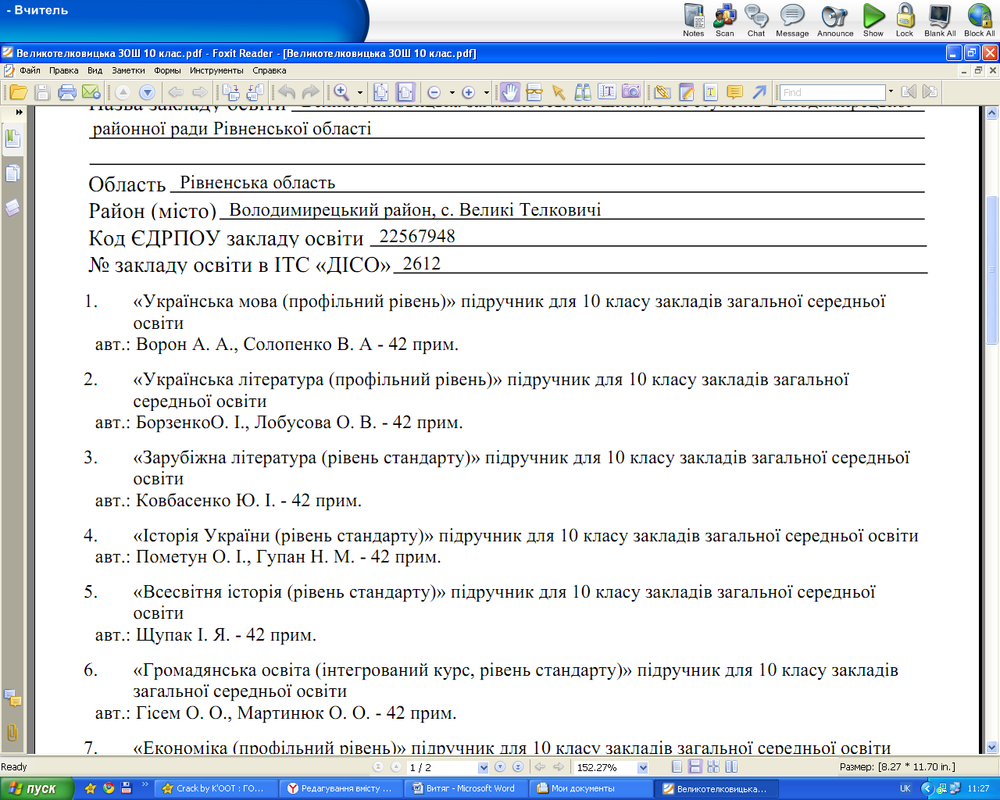 - Вчитель
Notes Scan Chat Message Announce Show Lock Blank All Block All
Великотелковицька ЗОШ 10 клас.pdf - Foxit Reader - [Великотелковицька ЗОШ 10 клас.pdf]
Файл Правка Вид Заметки Формы Инструменты Справка
Find
Назва закладу освіти
районної ради Рівненської області
Область Рівненська область
Район (місто) Володимирецький район, с. Великі Телковичі
Код ЄДРПОУ закладу освіти 22567948
№ закладу освіти в ІТС «ДІСО» 2612
1. «Українська мова (профільний рівень)» підручник для 10 класу закладів загальної середньої
освіти
авт.: Ворон А. А., Солопенко В. А - 42 прим.
2. «Українська література (профільний рівень)» підручник для 10 класу закладів загальної
середньої освіти
авт.: БорзенкоО. І., Лобусова О. В. - 42 прим.
3. «Зарубіжна література (рівень стандарту)» підручник для 10 класу закладів загальної середньої
освіти
авт.: Ковбасенко Ю. І. - 42 прим.
4. «Історія України (рівень стандарту)» підручник для 10 класу закладів загальної середньої освіти
авт.: Пометун О. І., Гупан Н. М. - 42 прим.
5. «Всесвітня історія (рівень стандарту)» підручник для 10 класу закладів загальної середньої
освіти
авт.: Щупак І. Я. - 42 прим.
6. «Громадянська освіта (інтегрований курс, рівень стандарту)» підручник для 10 класу закладів
загальної середньої освіти
авт.: Гісем О. О., Мартинюк О. О. - 42 прим.
7. «Економіка (профільний рівень)» підручник для 10 класу закладів загальної середньої освіти
Ready 1 / 2 152.27% Размер: [8.27 * 11.70 in.]
пуск Crack by K'OOT : FO... Редагування вмісту ... Витяг - Microsoft Word Мои документы Великотелковицька... UK 11:27